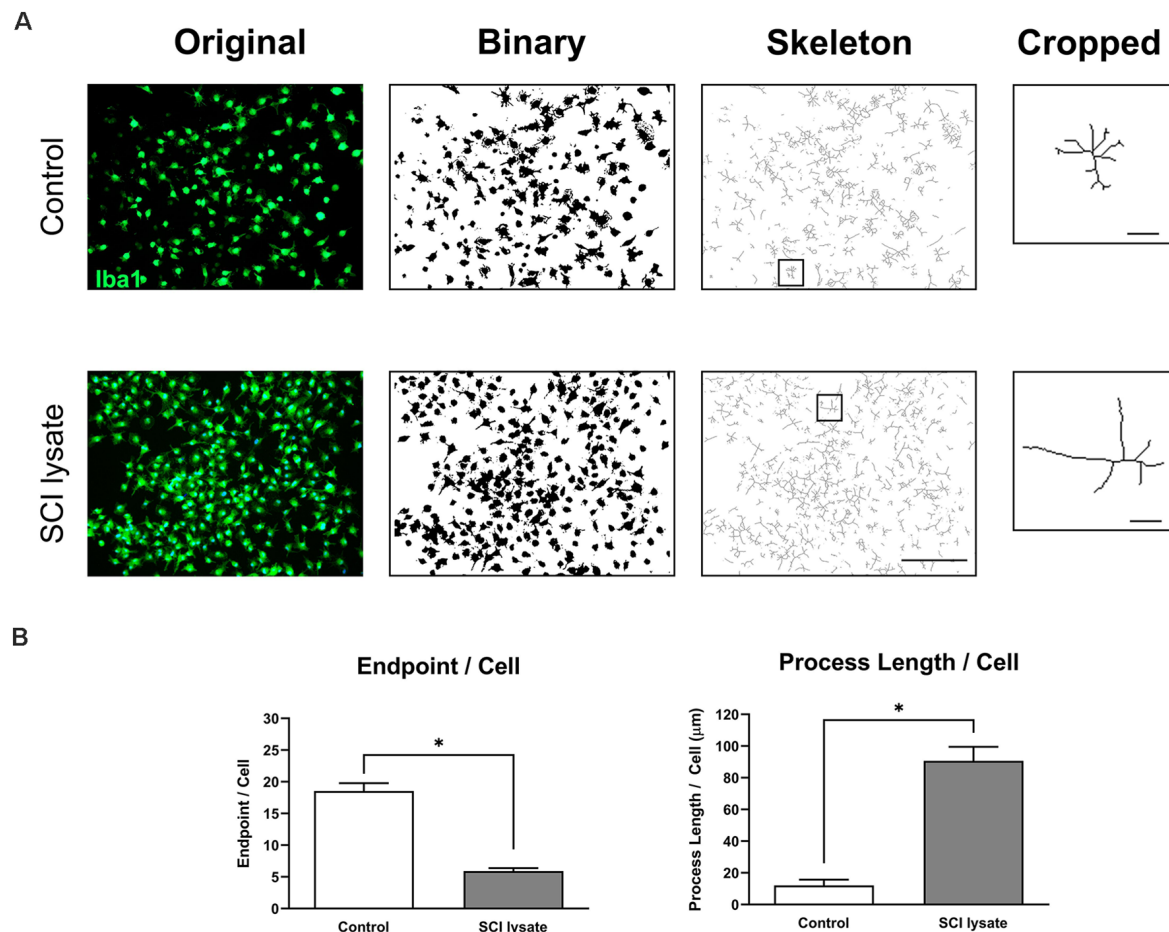 A
Original Binary Skeleton Cropped
Control
Iba1
SCI lysate
B
Endpoint / Cell
Endpoint / Cell
30
25
20
15
10
5
0
*
Control SCI lysate
Process Length / Cell
Process Length / Cell (μm)
120
100
80
60
40
20
0
*
Control SCI lysate